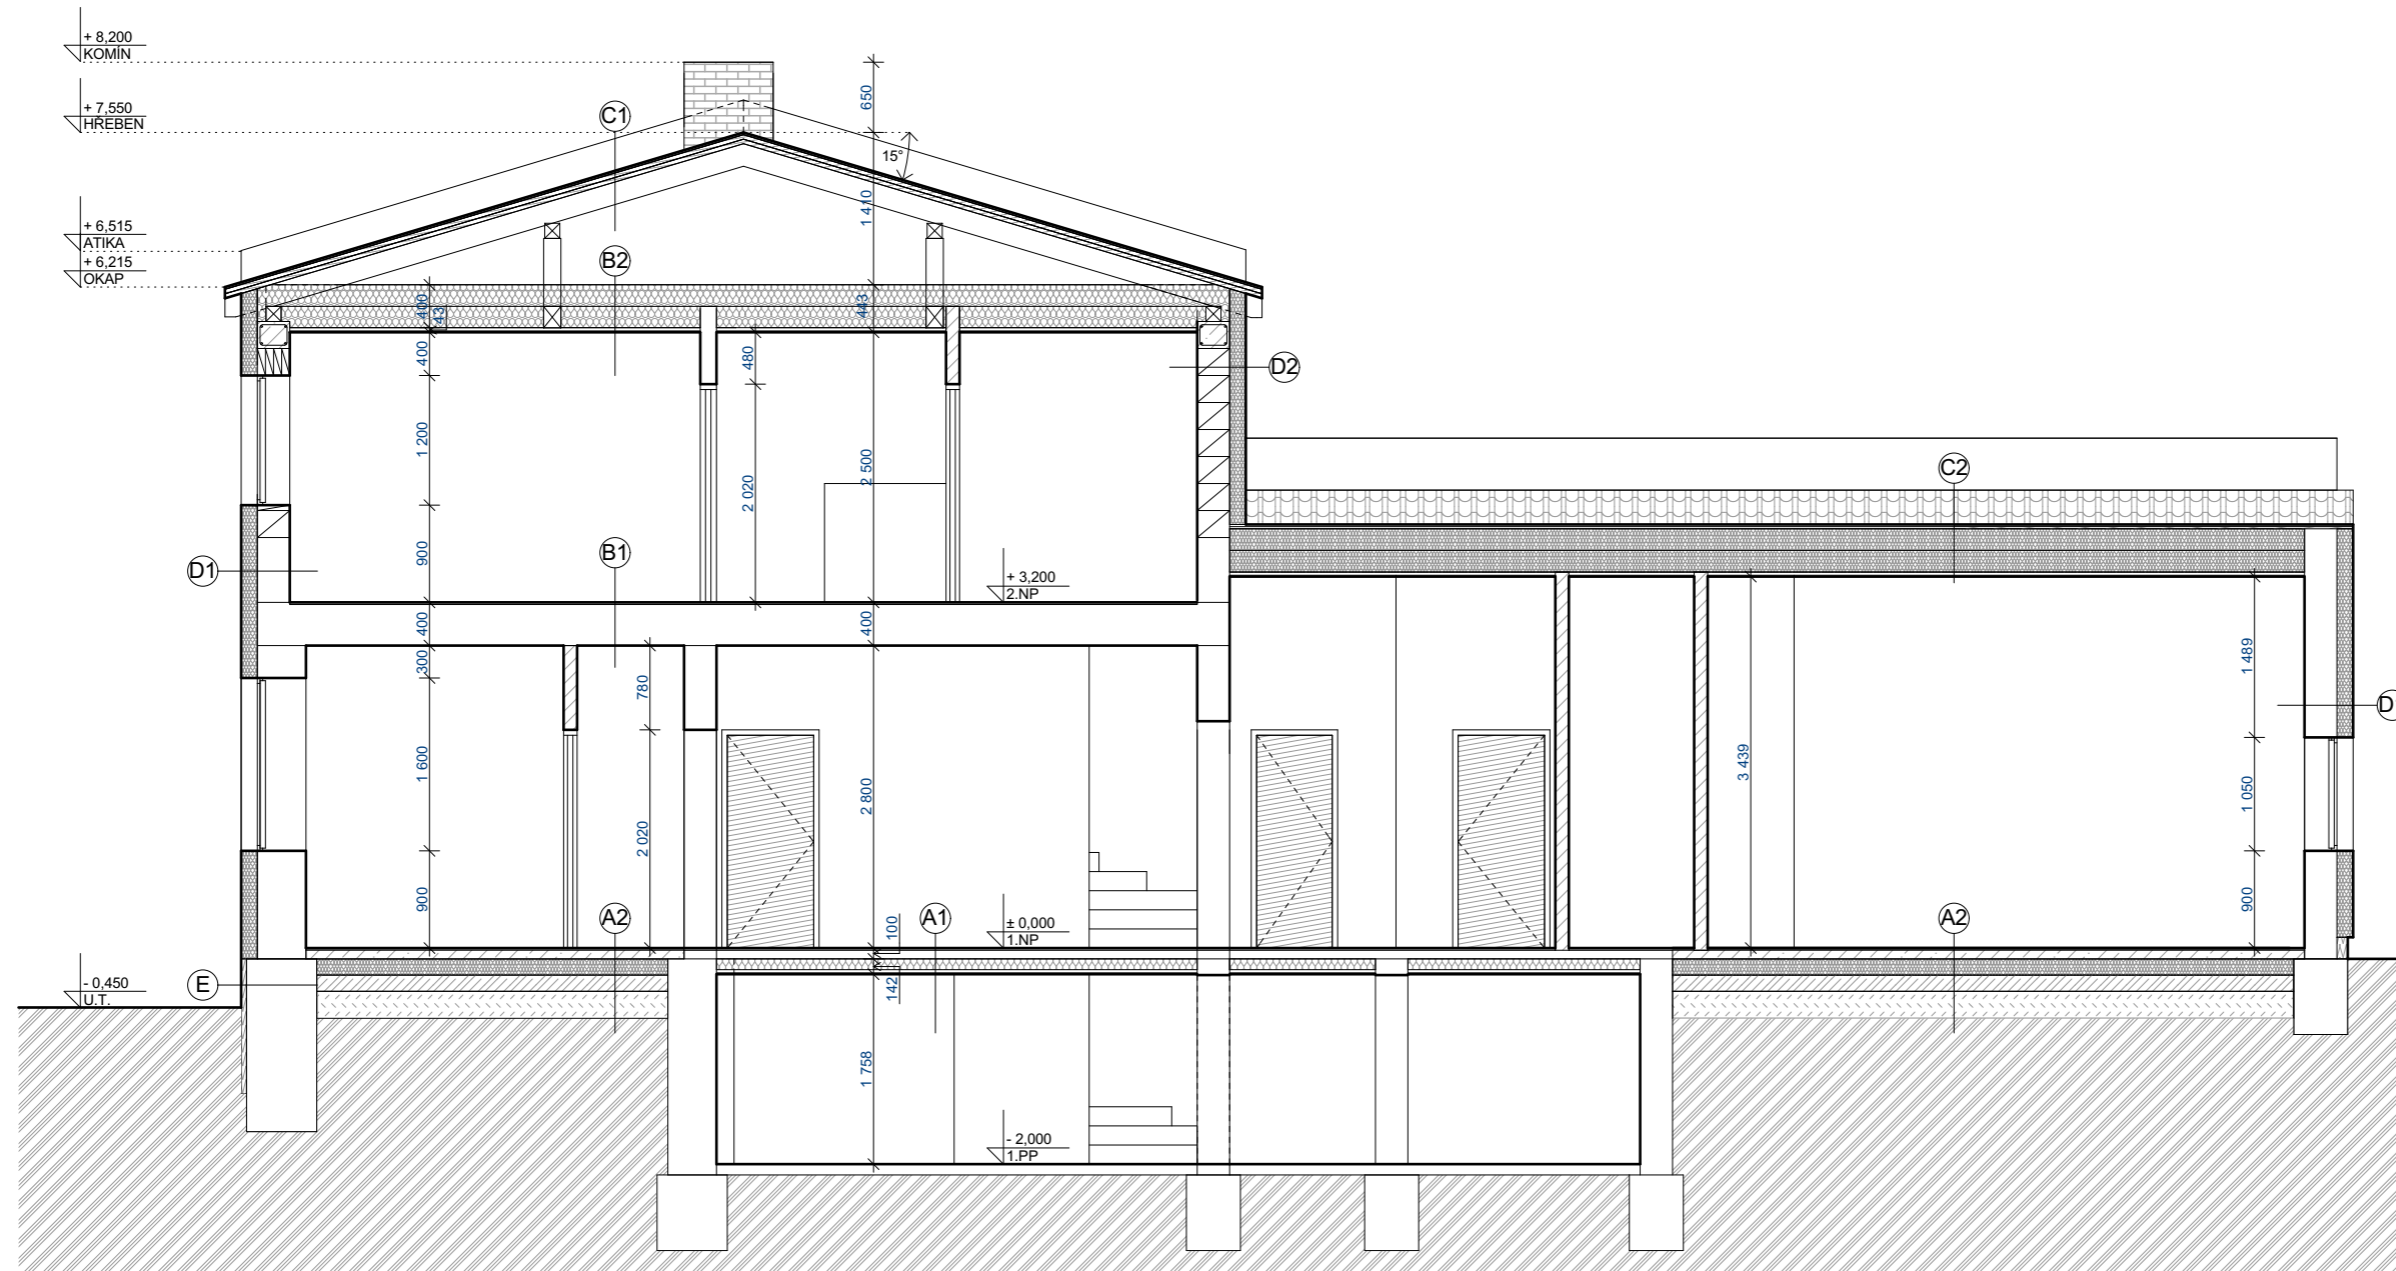 + 8,200
KOMÍN
+ 7,550
HŘEBEN
C1
650
15°
1 410
+ 6,515
ATIKA
+ 6,215
OKAP
B2
400
43
443
400
480
D2
1 200
2 500
2 020
C2
D1
900
B1
+ 3,200
2.NP
400
400
300
780
1 489
D
1 600
2 800
3 439
2 020
1 050
900
A2
100
A1
± 0,000
1.NP
900
A2
- 0,450
U.T.
E
142
1 758
- 2,000
1.PP